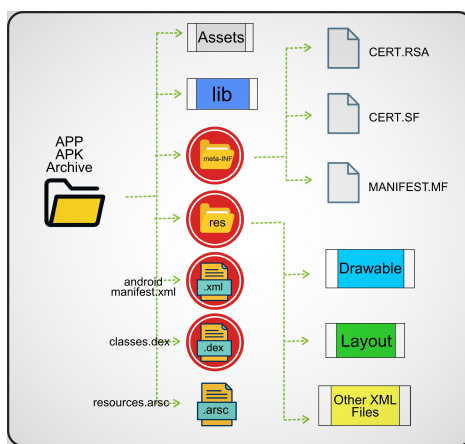 APP
APK
Archive
Assets
lib
meta-INF
res
android
manifest.xml
.xml
classes.dex
.dex
resources.arsc
.arsc
CERT.RSA
CERT.SF
MANIFEST.MF
Drawable
Layout
Other XML
Files